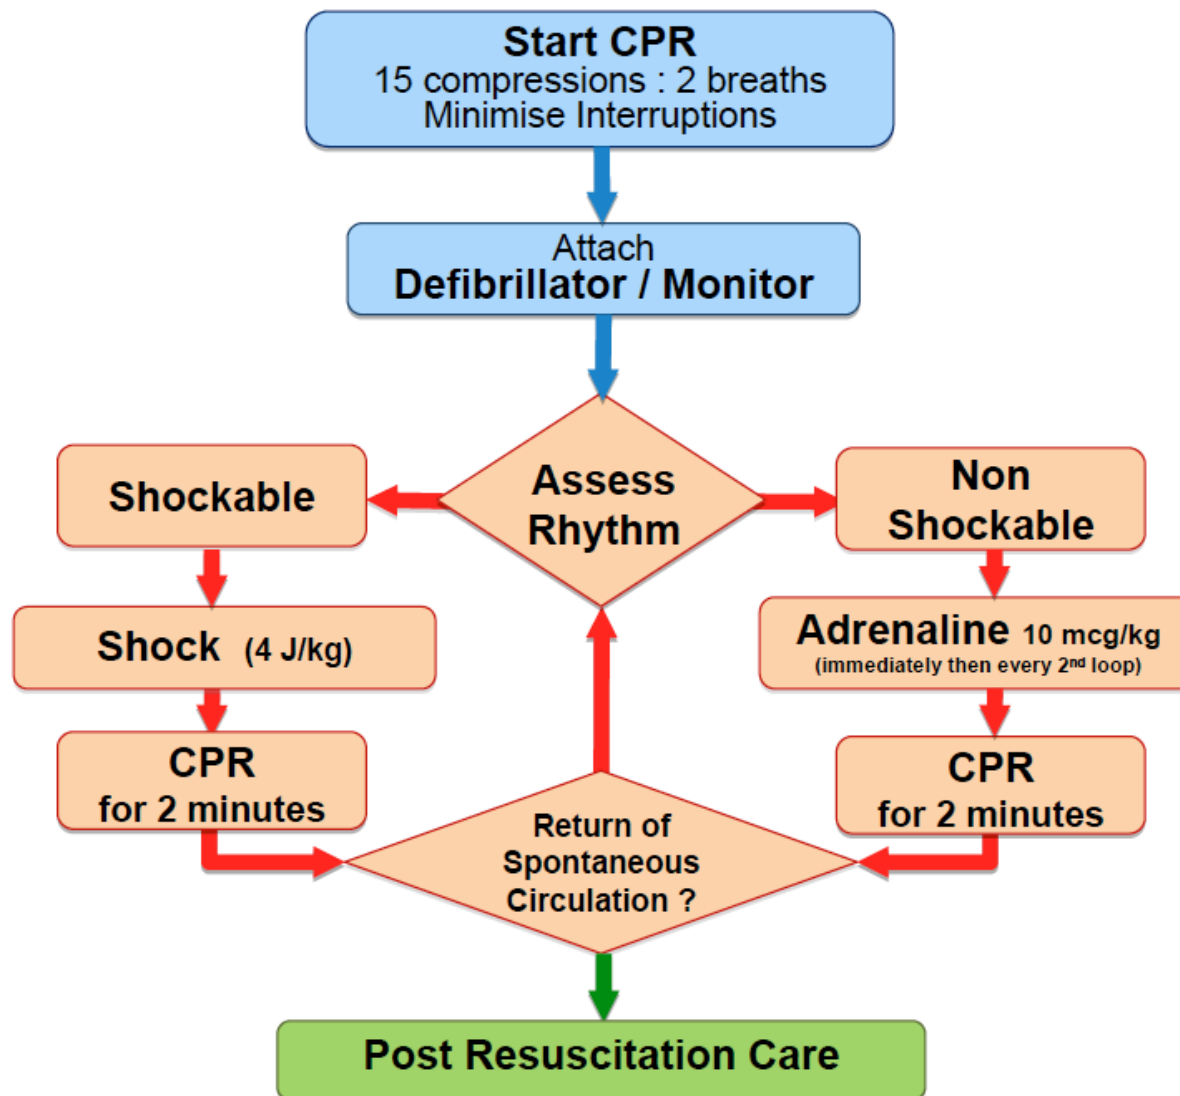 Start CPR
15 compressions : 2 breaths
Minimise Interruptions
Attach
Defibrillator / Monitor
Assess
Rhythm
Shockable
Non
Shockable
Shock (4 J/kg)
Adrenaline 10 mcg/kg
(immediately then every 2nd loop)
CPR
for 2 minutes
CPR
for 2 minutes
Return of
Spontaneous
Circulation ?
Post Resuscitation Care